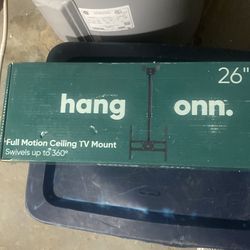 26"
hang onn.
Full Motion Ceiling TV Mount
Swivels up to 360°